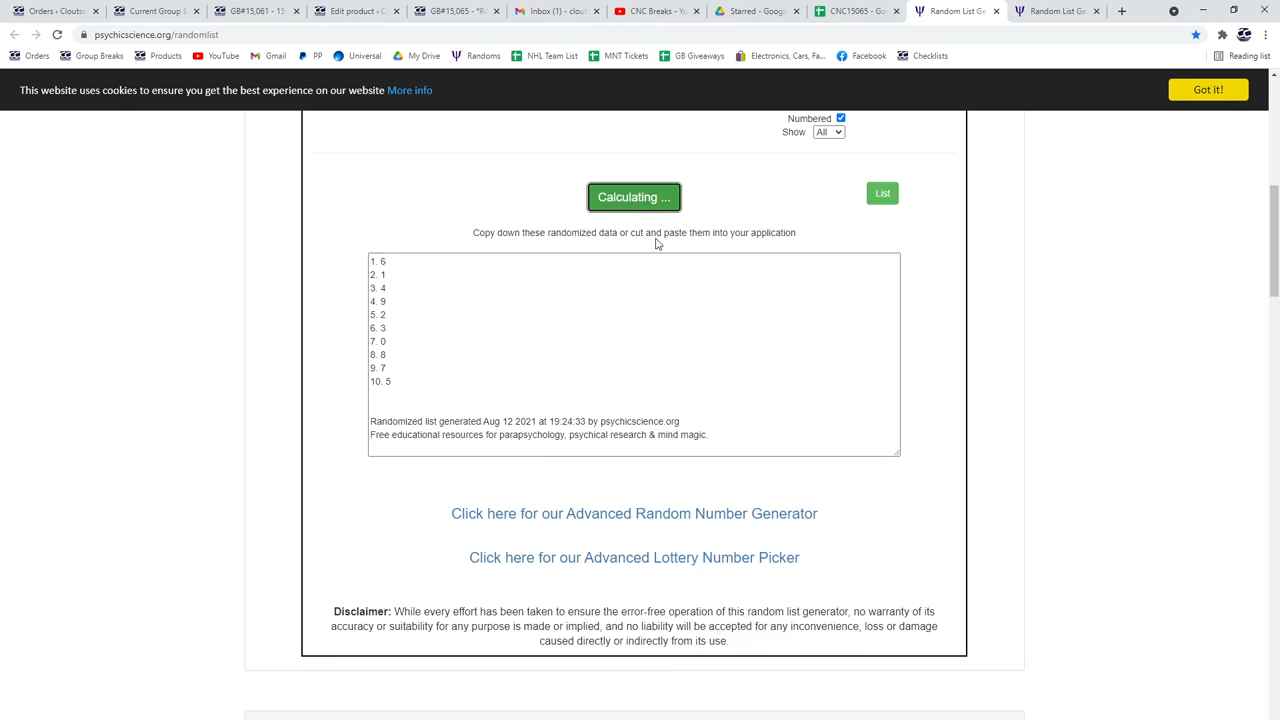 Orders • Cloutsn
Current Group B
GB#15,061 - 15
Edit product • C
GB#15,065 - *RA
Inbox (1) - clout
CNC Breaks - Yo
Starred - Google
CNC15065 - Go
Random List Ge
Random List Ge
psychicscience.org/randomlist
Orders
Group Breaks
Products
YouTube
Gmail
PP
Universal
My Drive
Randoms
NHL Team List
MNT Tickets
GB Giveaways
Electronics, Cars, Fa...
Facebook
Checklists
Reading list
This website uses cookies to ensure you get the best experience on our website More info
Got it!
Numbered
Show All
Calculating ...
List
Copy down these randomized data or cut and paste them into your application
1. 6
2. 1
3. 4
4. 9
5. 2
6. 3
7. 0
8. 8
9. 7
10. 5
Randomized list generated Aug 12 2021 at 19:24:33 by psychicscience.org
Free educational resources for parapsychology, psychical research & mind magic.
Click here for our Advanced Random Number Generator
Click here for our Advanced Lottery Number Picker
Disclaimer: While every effort has been taken to ensure the error-free operation of this random list generator, no warranty of its
accuracy or suitability for any purpose is made or implied, and no liability will be accepted for any inconvenience, loss or damage
caused directly or indirectly from its use.